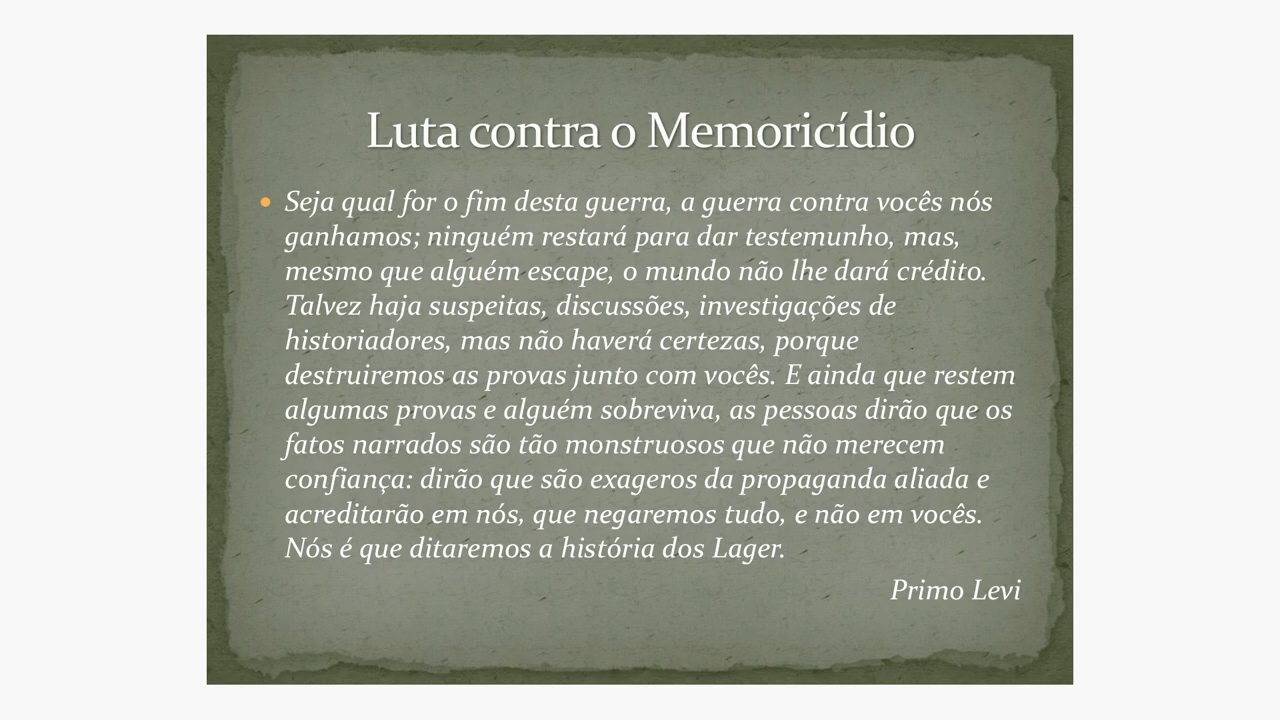 Luta contra o Memoricídio
Seja qual for o fim desta guerra, a guerra contra vocês nós
ganhamos; ninguém restará para dar testemunho, mas,
mesmo que alguém escape, o mundo não lhe dará crédito.
Talvez haja suspeitas, discussões, investigações de
historiadores, mas não haverá certezas, porque
destruiremos as provas junto com vocês. E ainda que restem
algumas provas e alguém sobreviva, as pessoas dirão que os
fatos narrados são tão monstruosos que não merecem
confiança: dirão que são exageros da propaganda aliada e
acreditarão em nós, que negaremos tudo, e não em vocês.
Nós é que ditaremos a história dos Lager.
Primo Levi